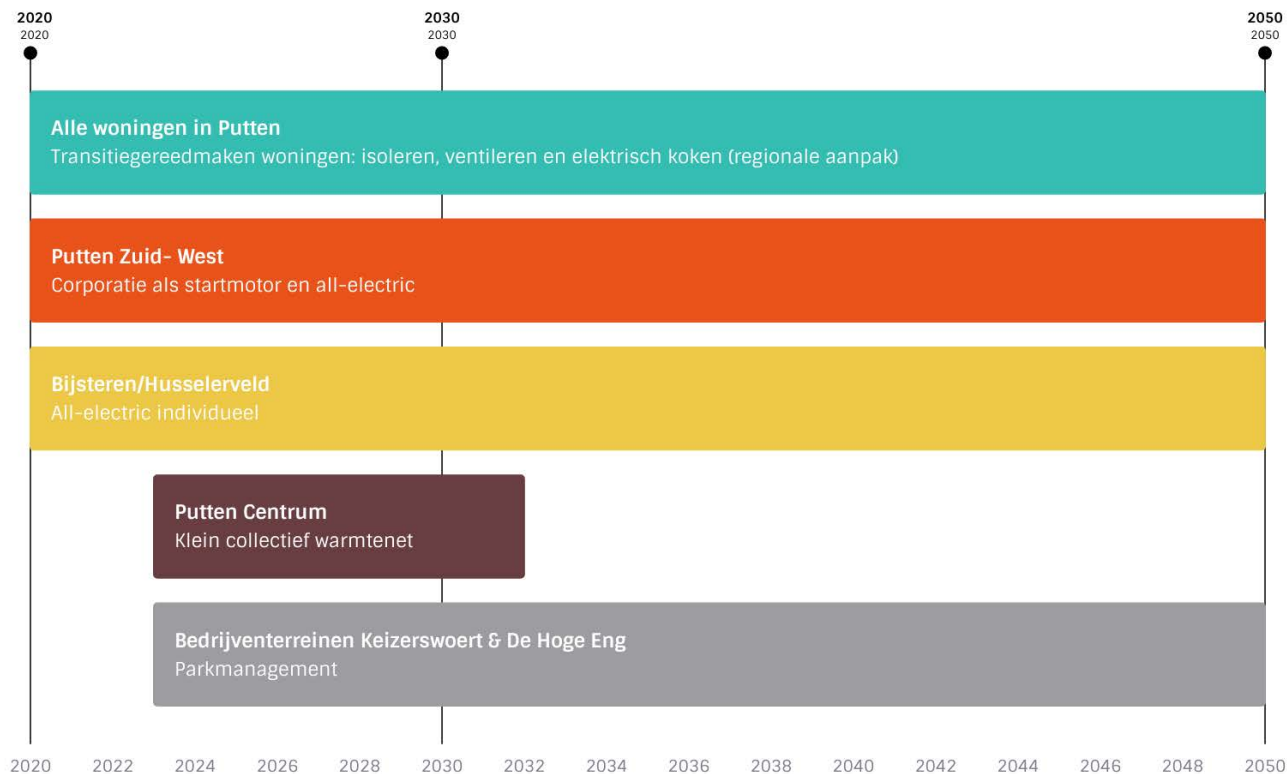 2020 2030 2050
2020 2030 2050
Alle woningen in Putten
Transitiegereedmaken woningen: isoleren, ventileren en elektrisch koken (regionale aanpak)
Putten Zuid- West
Corporatie als startmotor en all-electric
Bijsteren/Husselerveld
All-electric individueel
Putten Centrum
Klein collectief warmtenet
Bedrijventerreinen Keizerswoert & De Hoge Eng
Parkmanagement
2020 2022 2024 2026 2028 2030 2032 2034 2036 2038 2040 2042 2044 2046 2048 2050